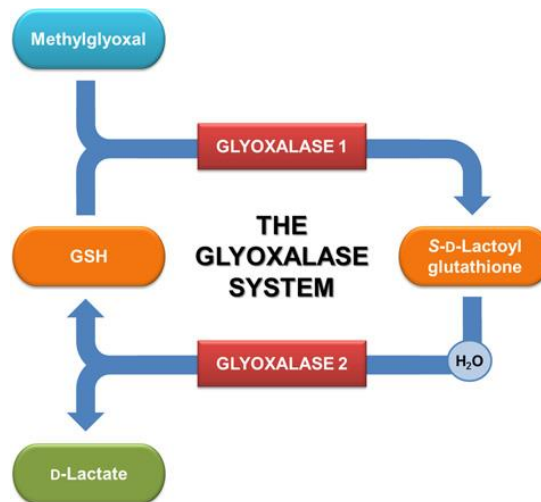 Methylglyoxal
GLYOXALASE 1
THE
GLYOXALASE
SYSTEM
GSH
S-D-Lactoyl
glutathione
GLYOXALASE 2
H₂O
D-Lactate